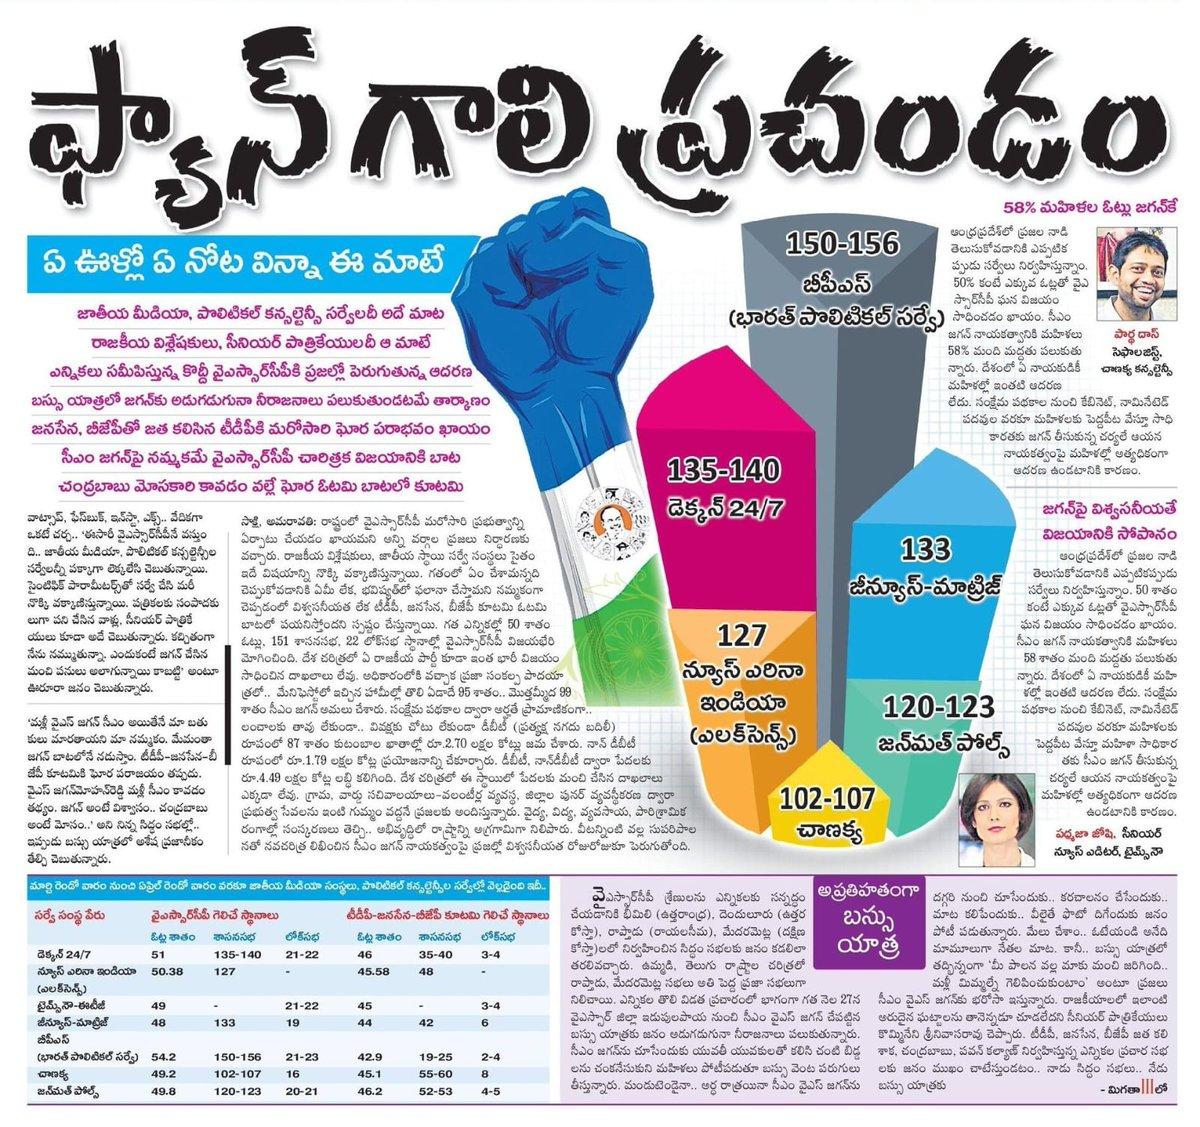 ఫ్యాన్ గాలి ప్రచండం
ఏ ఊళ్లో ఏ నోట విన్నా ఈ మాటే
జాతీయ మీడియా, పొలిటికల్ కన్సల్టెన్సీ సర్వేలదీ అదే మాట
రాజకీయ విశ్లేషకులు, సీనియర్ పాత్రికేయులదీ ఆ మాటే
ఎన్నికలు సమీపిస్తున్న కొద్దీ వైఎస్సార్‌సీపీకి ప్రజల్లో పెరుగుతున్న ఆదరణ
బస్సు యాత్రలో జగన్‌కు అడుగడుగునా నీరాజనాలు పలుకుతుండటమే తార్కాణం
జనసేన, బీజేపీతో జత కలిసిన టీడీపీకి మరోసారి ఘోర పరాభవం ఖాయం
సీఎం జగన్‌పై నమ్మకమే వైఎస్సార్‌సీపీ చారిత్రక విజయానికి బాట
చంద్రబాబు మోసకారి కావడం వల్లే ఘోర ఓటమి బాటలో కూటమి
వాట్సాప్, ఫేస్‌బుక్, ఇన్‌స్టా, ఎక్స్.. వేదికగా
ఒకటే చర్చ.. ‘ఈసారీ వైఎస్సార్‌సీపీనే వస్తుం
ది.. జాతీయ మీడియా, పొలిటికల్ కన్సల్టెన్సీల
సర్వేలన్నీ పక్కాగా లెక్కలేసి చెబుతున్నాయి.
సైంటిఫిక్ పారామీటర్స్‌తో సర్వే చేసి మరీ
నొక్కి వక్కాణిస్తున్నాయి. పత్రికలకు సంపాదకు
లుగా పని చేసిన వాళ్లు, సీనియర్ పాత్రికే
యులు కూడా అదే చెబుతున్నారు. కచ్చితంగా
నేను నమ్ముతున్నా. ఎందుకంటే జగన్ చేసిన
మంచి పనులు అలాగున్నాయి కాబట్టి’ అంటూ
ఊరూరా జనం చెబుతున్నారు.
‘మళ్లీ వైఎస్ జగన్ సీఎం అయితేనే మా బతు
కులు మారతాయని మా నమ్మకం. మేమంతా
జగన్ బాటలోనే నడుస్తాం. టీడీపీ–జనసేన–బీ
జేపీ కూటమికి ఘోర పరాజయం తప్పదు.
వైఎస్ జగన్‌మోహన్‌రెడ్డి మళ్లీ సీఎం కావడం
తథ్యం. జగన్ అంటే విశ్వాసం.. చంద్రబాబు
అంటే మోసం..’ అని నిన్న సిద్ధం సభల్లో..
ఇప్పుడు బస్సు యాత్రలో అశేష ప్రజానీకం
తేల్చి చెబుతున్నారు.
సాక్షి, అమరావతి: రాష్ట్రంలో వైఎస్సార్‌సీపీ మరోసారి ప్రభుత్వాన్ని
ఏర్పాటు చేయడం ఖాయమని అన్ని వర్గాల ప్రజలు నిర్ధారణకు
వచ్చారు. రాజకీయ విశ్లేషకులు, జాతీయ స్థాయి సర్వే సంస్థలు సైతం
ఇదే విషయాన్ని నొక్కి వక్కాణిస్తున్నాయి. గతంలో ఏం చేశామన్నది
చెప్పుకోవడానికి ఏమీ లేక, భవిష్యత్‌లో ఫలానా చేస్తామని నమ్మకంగా
చెప్పడంలో విశ్వసనీయత లేక టీడీపీ, జనసేన, బీజేపీ కూటమి ఓటమి
బాటలో పయనిస్తోందని స్పష్టం చేస్తున్నాయి. గత ఎన్నికల్లో 50 శాతం
ఓట్లు, 151 శాసనసభ, 22 లోక్‌సభ స్థానాల్లో వైఎస్సార్‌సీపీ విజయభేరి
మోగించింది. దేశ చరిత్రలో ఏ రాజకీయ పార్టీ కూడా ఇంత భారీ విజయం
సాధించిన దాఖలాలు లేవు. అధికారంలోకి వచ్చాక ప్రజా సంకల్ప పాదయా
త్రలో.. మేనిఫెస్టోలో ఇచ్చిన హామీల్లో తొలి ఏడాదే 95 శాతం.. మొత్తమ్మీద 99
శాతం సీఎం జగన్ అమలు చేశారు. సంక్షేమ పథకాల ద్వారా అర్హతే ప్రామాణికంగా..
లంచాలకు తావు లేకుండా.. వివక్షకు చోటు లేకుండా డీబీటీ (ప్రత్యక్ష నగదు బదిలీ)
రూపంలో 87 శాతం కుటుంబాల ఖాతాల్లో రూ.2.70 లక్షల కోట్లు జమ చేశారు. నాన్ డీబీటీ
రూపంలో రూ.1.79 లక్షల కోట్ల ప్రయోజనాన్ని చేకూర్చారు. డీబీటీ, నాన్‌డీబీటీ ద్వారా పేదలకు
రూ.4.49 లక్షల కోట్ల లబ్ధి కలిగింది. దేశ చరిత్రలో ఈ స్థాయిలో పేదలకు మంచి చేసిన దాఖలాలు
ఎక్కడా లేవు. గ్రామ, వార్డు సచివాలయాలు–వలంటీర్ల వ్యవస్థ, జిల్లాల పునర్ వ్యవస్థీకరణ ద్వారా
ప్రభుత్వ సేవలను ఇంటి గుమ్మం వద్దనే ప్రజలకు అందిస్తున్నారు. వైద్య, విద్య, వ్యవసాయ, పారిశ్రామిక
రంగాల్లో సంస్కరణలు తెచ్చి.. అభివృద్ధిలో రాష్ట్రాన్ని అగ్రగామిగా నిలిపారు. వీటన్నింటి వల్ల సుపరిపాల
నతో నవచరిత్ర లిఖించిన సీఎం జగన్ నాయకత్వంపై ప్రజల్లో విశ్వసనీయత రోజురోజుకూ పెరుగుతోంది.
150-156
బీపీఎస్
(భారత్ పొలిటికల్ సర్వే)
135-140
డెక్కన్ 24/7
133
జీన్యూస్-మాట్రిజ్
127
న్యూస్ ఎరినా
ఇండియా
(ఎలక్‌సెన్స్)
120-123
జన్‌మత్ పోల్స్
102-107
చాణక్య
58% మహిళల ఓట్లు జగన్‌కే
ఆంధ్రప్రదేశ్‌లో ప్రజల నాడి
తెలుసుకోవడానికి ఎప్పటిక
ప్పుడు సర్వేలు నిర్వహిస్తున్నాం.
50% కంటే ఎక్కువ ఓట్లతో వైఎ
స్సార్‌సీపీ ఘన విజయం
సాధించడం ఖాయం. సీఎం
జగన్ నాయకత్వానికి మహిళలు
58% మంది మద్దతు పలుకుతు
న్నారు. దేశంలో ఏ నాయకుడికీ
మహిళల్లో ఇంతటి ఆదరణ
లేదు. సంక్షేమ పథకాల నుంచి కేబినెట్, నామినేటెడ్
పదవుల వరకూ మహిళలకు పెద్దపీట వేస్తూ సాధి
కారతకు జగన్ తీసుకున్న చర్యలే ఆయన
నాయకత్వంపై మహిళల్లో అత్యధికంగా
ఆదరణ ఉండటానికి కారణం.
పార్థ దాస్
సెఫాలజిస్ట్,
చాణక్య కన్సల్టెన్సీ
జగన్‌పై విశ్వసనీయతే
విజయానికి సోపానం
ఆంధ్రప్రదేశ్‌లో ప్రజల నాడి
తెలుసుకోవడానికి ఎప్పటికప్పుడు
సర్వేలు నిర్వహిస్తున్నాం. 50 శాతం
కంటే ఎక్కువ ఓట్లతో వైఎస్సార్‌సీపీ
ఘన విజయం సాధించడం ఖాయం.
సీఎం జగన్ నాయకత్వానికి మహిళలు
58 శాతం మంది మద్దతు పలుకుతు
న్నారు. దేశంలో ఏ నాయకుడికీ మహి
ళల్లో ఇంతటి ఆదరణ లేదు. సంక్షేమ
పథకాల నుంచి కేబినెట్, నామినేటెడ్
పదవుల వరకూ మహిళలకు
పెద్దపీట వేస్తూ మహిళా సాధికార
తకు సీఎం జగన్ తీసుకున్న
చర్యలే ఆయన నాయకత్వంపై
మహిళల్లో అత్యధికంగా ఆదరణ
ఉండటానికి కారణం.
పద్మజా జోషి, సీనియర్
న్యూస్ ఎడిటర్, టైమ్స్‌నౌ
మార్చి రెండో వారం నుంచి ఏప్రిల్ రెండో వారం వరకూ జాతీయ మీడియా సంస్థలు, పొలిటికల్ కన్సల్టెన్సీల సర్వేల్లో వెల్లడైంది ఇదీ..
సర్వే సంస్థ పేరు వైఎస్సార్‌సీపీ గెలిచే స్థానాలు టీడీపీ-జనసేన-బీజేపీ కూటమి గెలిచే స్థానాలు
ఓట్ల శాతం శాసనసభ లోక్‌సభ ఓట్ల శాతం శాసనసభ లోక్‌సభ
డెక్కన్ 24/7 51 135-140 21-22 46 35-40 3-4
న్యూస్ ఎరినా ఇండియా 50.38 127 - 45.58 48 -
(ఎలక్‌సెన్స్)
టైమ్స్‌నౌ-ఈటీజీ 49 - 21-22 45 - 3-4
జీన్యూస్-మాట్రిజ్ 48 133 19 44 42 6
బీపీఎస్
(భారత్ పొలిటికల్ సర్వే) 54.2 150-156 21-23 42.9 19-25 2-4
చాణక్య 49.2 102-107 16 45.1 55-60 8
జన్‌మత్ పోల్స్ 49.8 120-123 20-21 46.2 52-53 4-5
అప్రతిహతంగా
బస్సు
యాత్ర
వైఎస్సార్‌సీపీ శ్రేణులను ఎన్నికలకు సన్నద్ధం
చేయడానికి భీమిలి (ఉత్తరాంధ్ర), దెందులూరు (ఉత్తర
కోస్తా), రాప్తాడు (రాయలసీమ), మేదరమెట్ల (దక్షిణ
కోస్తా)లలో నిర్వహించిన సిద్ధం సభలకు జనం కడలిలా
తరలివచ్చారు. ఉమ్మడి, తెలుగు రాష్ట్రాల చరిత్రలో
రాప్తాడు, మేదరమెట్ల సభలు అతి పెద్ద ప్రజా సభలుగా
నిలిచాయి. ఎన్నికల తొలి విడత ప్రచారంలో భాగంగా గత నెల 27న
వైఎస్సార్ జిల్లా ఇడుపులపాయ నుంచి సీఎం వైఎస్ జగన్ చేపట్టిన
బస్సు యాత్రకు జనం అడుగడుగునా నీరాజనాలు పలుకుతున్నారు.
సీఎం జగన్‌ను చూసేందుకు యువతీ యువకులతో కలిసి చంటి బిడ్డ
లను చంకనేసుకుని మహిళలు పోటీపడుతూ బస్సు వెంట పరుగులు
తీస్తున్నారు. మండుటెండైనా.. అర్ధ రాత్రయినా సీఎం వైఎస్ జగన్‌ను
దగ్గరి నుంచి చూసేందుకు.. కరచాలనం చేసేందుకు..
మాట కలిపేందుకు.. వీలైతే ఫొటో దిగేందుకు జనం
పోటీ పడుతున్నారు. మేలు చేశాం.. ఓటేయండి అనేది
మామూలుగా నేతల మాట. కానీ.. బస్సు యాత్రలో
తద్భిన్నంగా ‘మీ పాలన వల్ల మాకు మంచి జరిగింది..
మళ్లీ మిమ్మల్నే గెలిపించుకుంటాం’ అంటూ ప్రజలు
సీఎం వైఎస్ జగన్‌కు భరోసా ఇస్తున్నారు. రాజకీయాలలో ఇలాంటి
అరుదైన ఘట్టాలను తానెన్నడూ చూడలేదని సీనియర్ పాత్రికేయులు
కొమ్మినేని శ్రీనివాసరావు చెప్పారు. టీడీపీ, జనసేన, బీజేపీ జత కలి
శాక, చంద్రబాబు, పవన్ కల్యాణ్ నిర్వహిస్తున్న ఎన్నికల ప్రచార సభ
లకు జనం ముఖం చాటేస్తుండటం.. నాడు సిద్ధం సభలు.. నేడు
బస్సు యాత్రకు
- మిగతా IIIలో